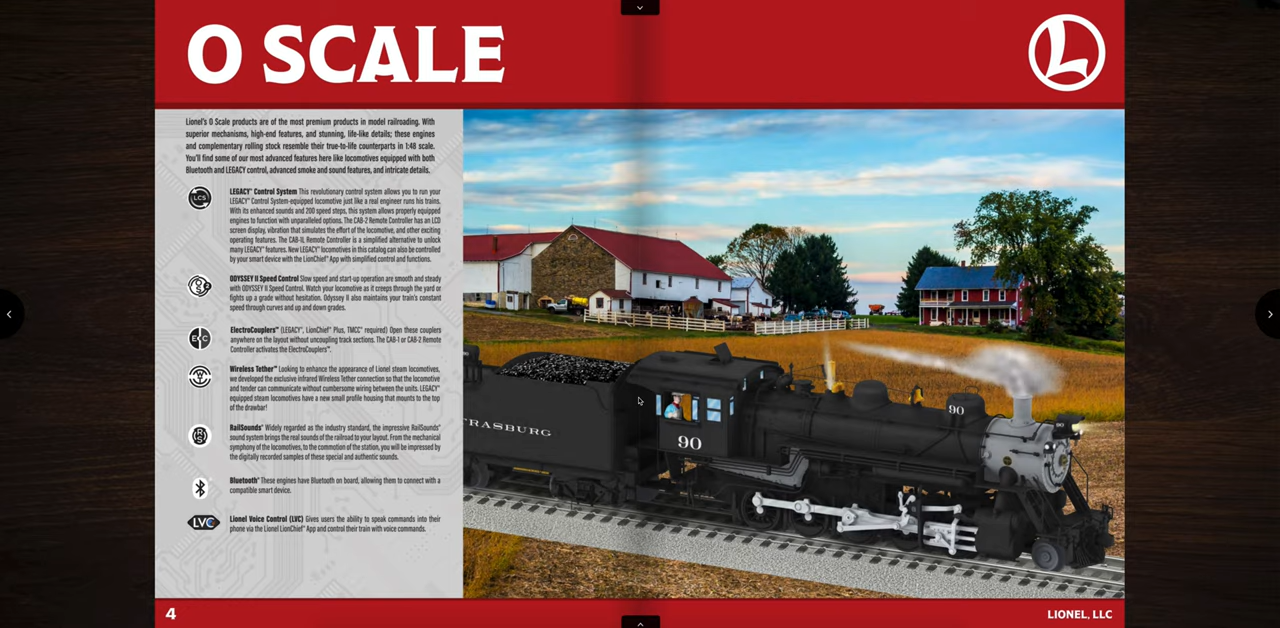 O SCALE
L
Lionel's O Scale products are of the most premium products in model railroading. With
superior mechanisms, high-end features, and stunning, life-like details; these engines
and complementary rolling stock resemble their true-to-life counterparts in 1:48 scale.
You'll find some of our most advanced features here like locomotives equipped with both
Bluetooth and LEGACY control, advanced smoke and sound features, and intricate details.
LCS
LEGACY® Control System This revolutionary control system allows you to run your
LEGACY® Control System-equipped locomotive just like a real engineer runs his trains.
With its enhanced sounds and 200 speed steps, this system allows properly equipped
engines to function with unparalleled options. The CAB-2 Remote Controller has an LCD
screen display, vibration that simulates the effort of the locomotive, and other exciting
operating features. The CAB-1L Remote Controller is a simplified alternative to unlock
many LEGACY® features. New LEGACY® locomotives in this catalog can also be controlled
by your smart device with the LionChief® App with simplified control and functions.
ODYSSEY II Speed Control Slow speed and start-up operation are smooth and steady
with ODYSSEY II Speed Control. Watch your locomotive as it creeps through the yard or
fights up a grade without hesitation. Odyssey II also maintains your train's constant
speed through curves and up and down grades.
E C
ElectroCouplers™ (LEGACY®, LionChief® Plus, TMCC® required) Open these couplers
anywhere on the layout without uncoupling track sections. The CAB-1 or CAB-2 Remote
Controller activates the ElectroCouplers™.
Wireless Tether™ Looking to enhance the appearance of Lionel steam locomotives,
we developed the exclusive infrared Wireless Tether connection so that the locomotive
and tender can communicate without cumbersome wiring between the units. LEGACY®
equipped steam locomotives have a new small profile housing that mounts to the top
of the drawbar!
RS
RailSounds® Widely regarded as the industry standard, the impressive RailSounds®
sound system brings the real sounds of the railroad to your layout. From the mechanical
symphony of the locomotives, to the commotion of the station, you will be impressed by
the digitally recorded samples of these special and authentic sounds.
Bluetooth® These engines have Bluetooth on board, allowing them to connect with a
compatible smart device.
LVC
Lionel Voice Control (LVC) Gives users the ability to speak commands into their
phone via the Lionel LionChief® App and control their train with voice commands.
TRASBURG
90
90
90
4
LIONEL, LLC